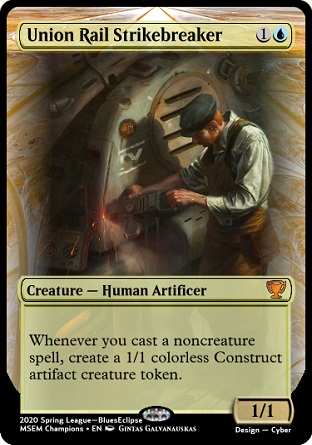 Union Rail Strikebreaker 1
Creature — Human Artificer
Whenever you cast a noncreature
spell, create a 1/1 colorless Construct
artifact creature token.
1/1
2020 Spring League—BluesEclipse
MSEM Champions • EN Gintas Galvanauskas
Design — Cyber